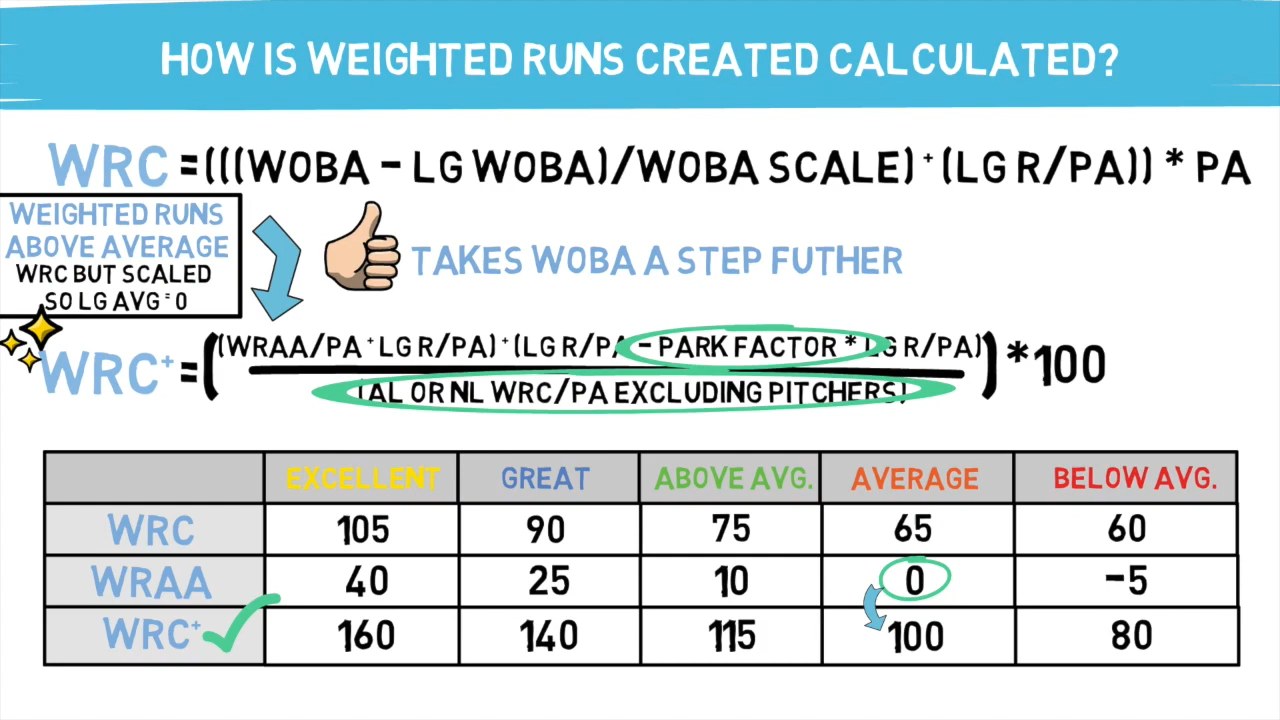 HOW IS WEIGHTED RUNS CREATED CALCULATED?
WRC =(((WOBA - LG WOBA)/WOBA SCALE) + (LG R/PA)) * PA
WEIGHTED RUNS
ABOVE AVERAGE
WRC BUT SCALED
SO LG AVG = 0
TAKES WOBA A STEP FUTHER
WRC+ = ((WRAA/PA + LG R/PA) + (LG R/PA - PARK FACTOR * LG R/PA)) * 100
(AL OR NL WRC/PA EXCLUDING PITCHERS)
EXCELLENT GREAT ABOVE AVG. AVERAGE BELOW AVG.
WRC 105 90 75 65 60
WRAA 40 25 10 0 -5
WRC+ 160 140 115 100 80